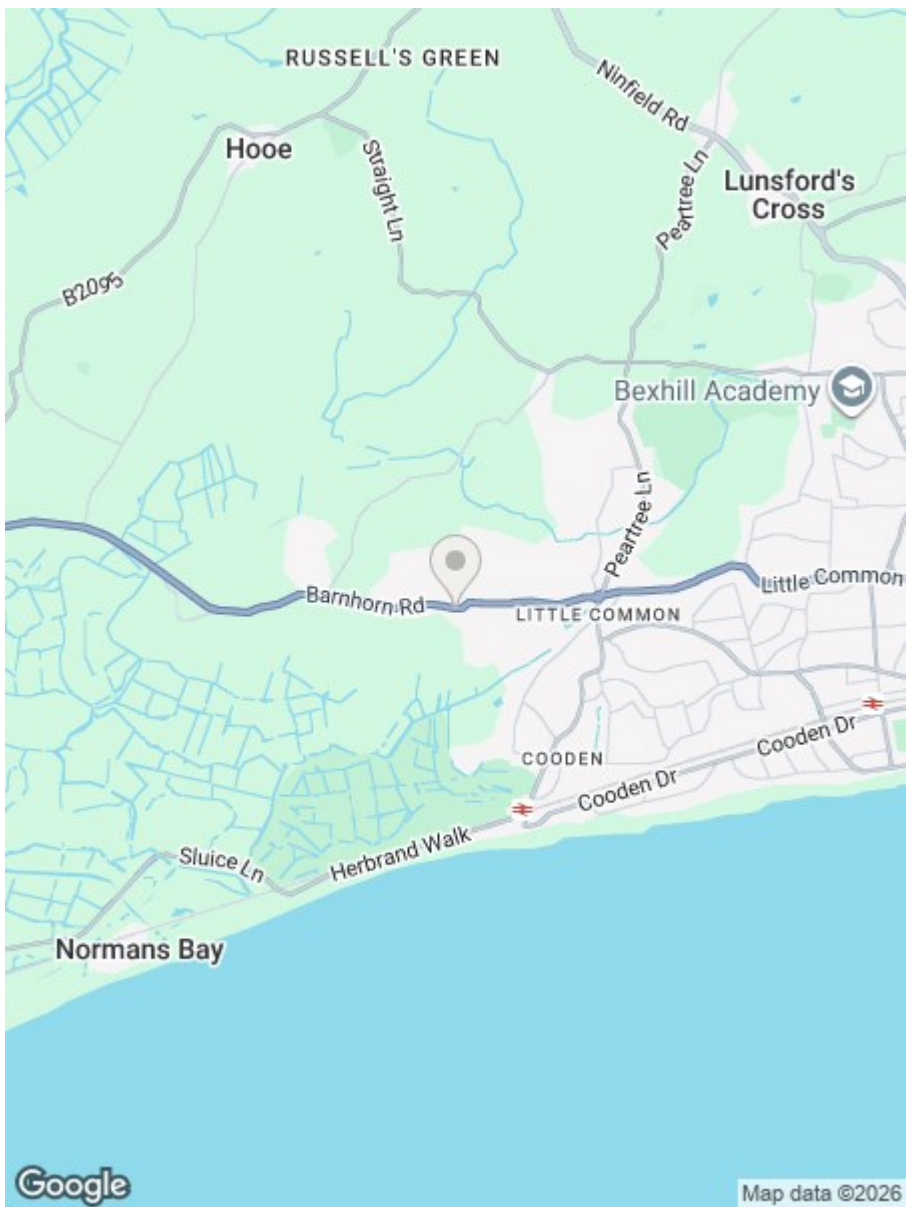 RUSSELL'S GREEN
Ninfield Rd
Hooe
Straight Ln
Peartree Ln
Lunsford's
Cross
B2095
Bexhill Academy
Peartree Ln
Little Common
Barnhorn Rd
LITTLE COMMON
COODEN
Cooden Dr
Cooden Dr
Herbrand Walk
Sluice Ln
Normans Bay
Google
Map data ©2026